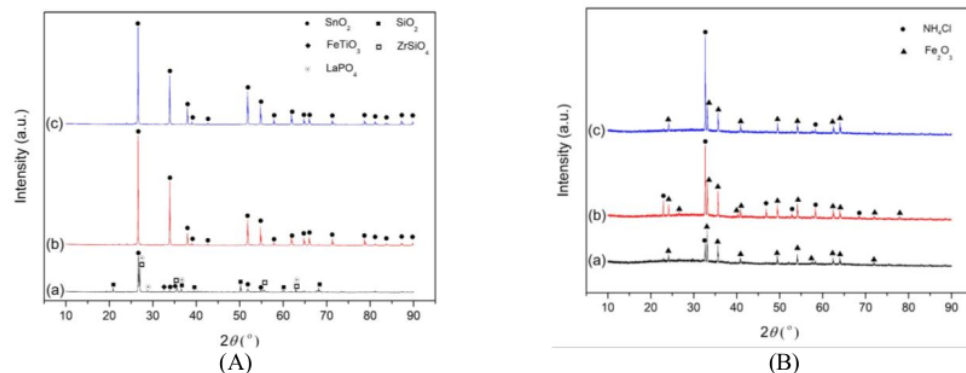 SnO₂ SiO₂
FeTiO₃ ZrSiO₄
LaPO₄
(c)
(b)
(a)
Intensity (a.u.)
10 20 30 40 50 60 70 80 90
2θ(°)
(A)
NH₄Cl
Fe₂O₃
(c)
(b)
(a)
Intensity (a.u.)
10 20 30 40 50 60 70 80 90
2θ(°)
(B)